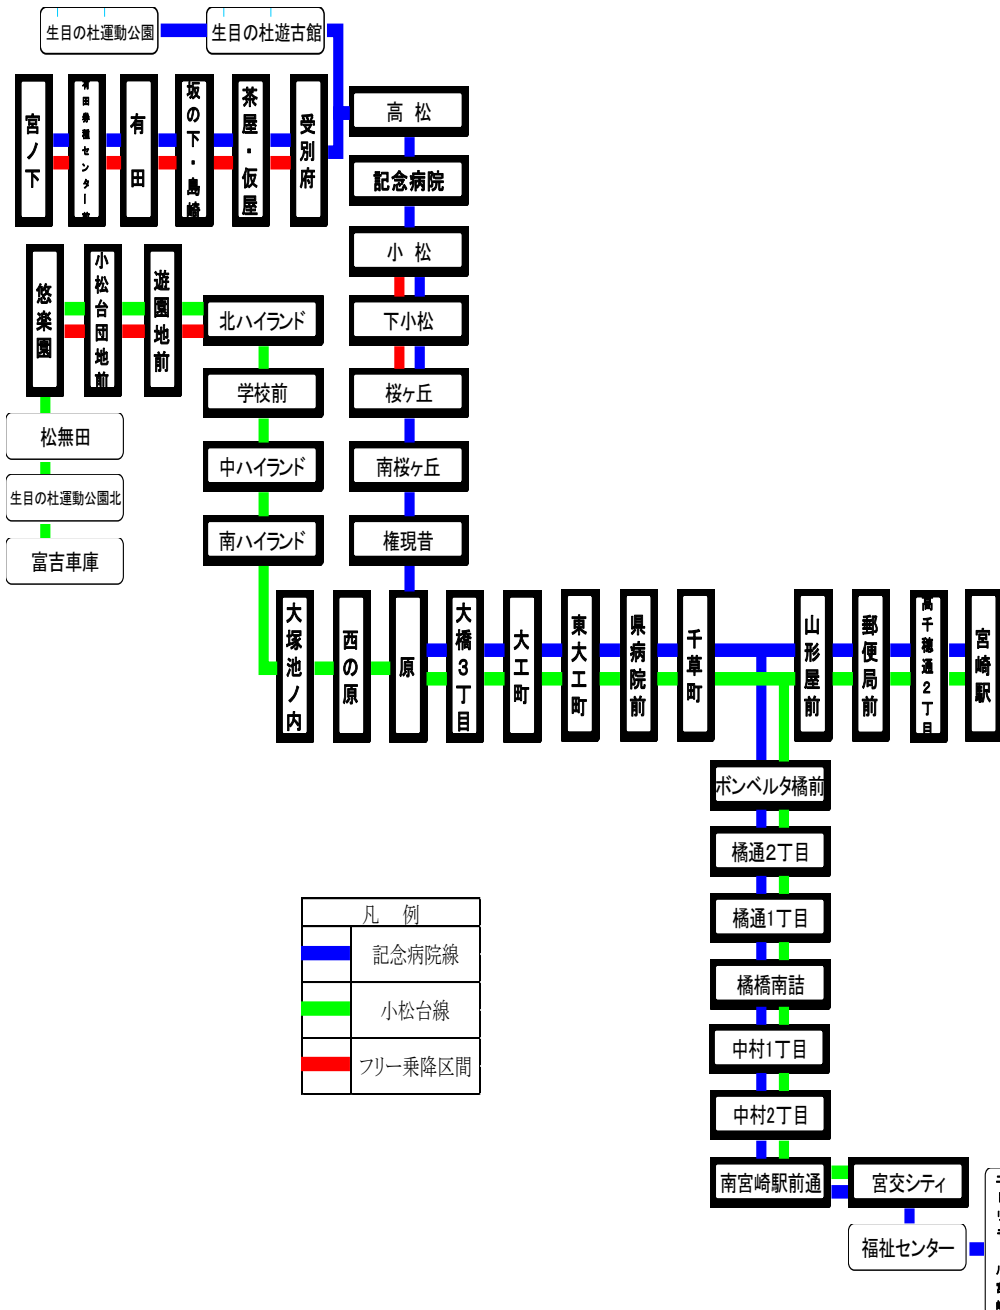 生目の杜運動公園
生目の杜遊古館
宮ノ下
有田
坂の下・島崎
茶屋・仮屋
受別府
高松
記念病院
小松
下小松
桜ヶ丘
南桜ヶ丘
権現昔
悠楽園
小松台団地前
遊園地前
北ハイランド
学校前
中ハイランド
南ハイランド
松無田
生目の杜運動公園北
富吉車庫
大塚池ノ内
西の原
原
大橋3丁目
大工町
東大工町
県病院前
千草町
山形屋前
郵便局前
高千穂通2丁目
宮崎駅
ボンベルタ橘前
橘通2丁目
橘通1丁目
橘橋南詰
中村1丁目
中村2丁目
南宮崎駅前通
宮交シティ
福祉センター
凡 例
記念病院線
小松台線
フリー乗降区間